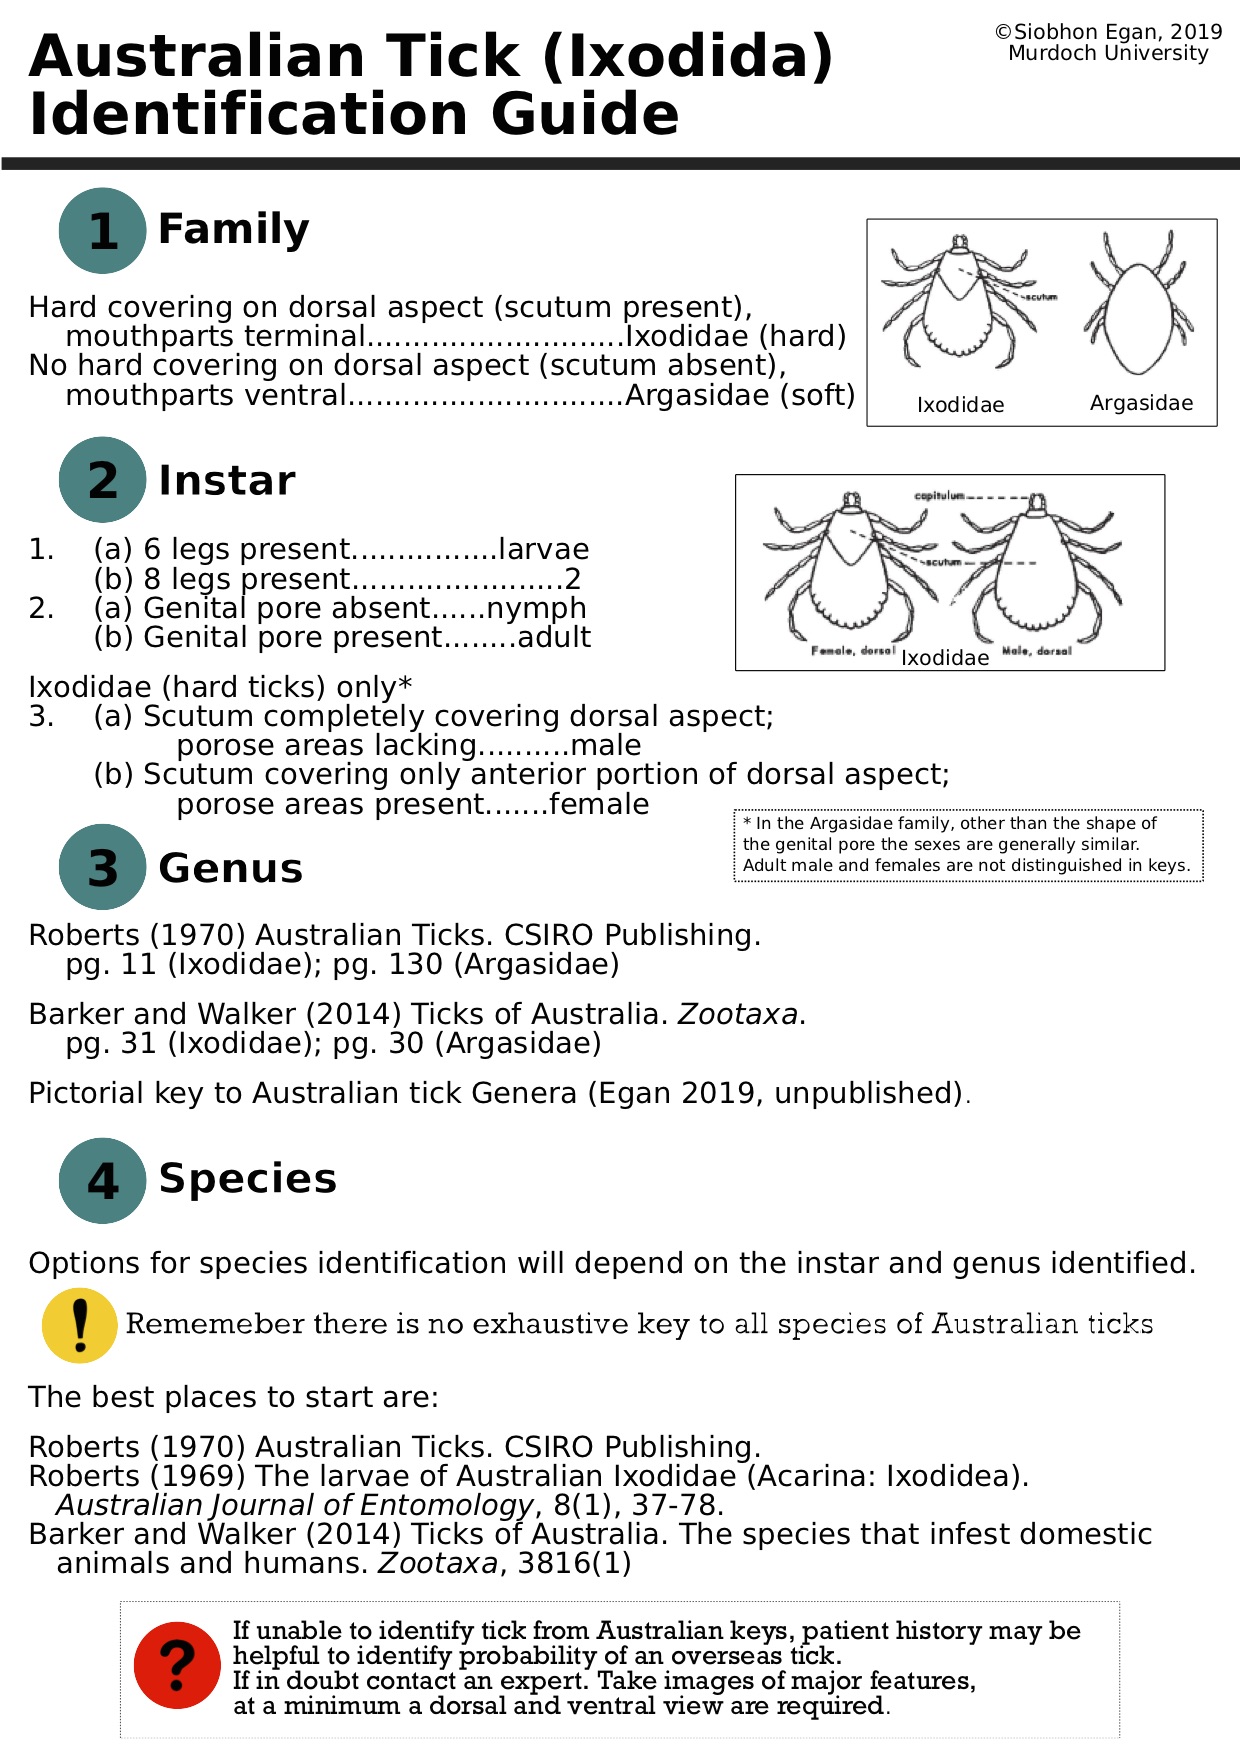 Australian Tick (Ixodida)
Identification Guide
©Siobhon Egan, 2019
Murdoch University
1 Family
Hard covering on dorsal aspect (scutum present),
mouthparts terminal............................Ixodidae (hard)
No hard covering on dorsal aspect (scutum absent),
mouthparts ventral..............................Argasidae (soft)
scutum
Ixodidae
Argasidae
2 Instar
1. (a) 6 legs present................larvae
(b) 8 legs present.......................2
2. (a) Genital pore absent......nymph
(b) Genital pore present........adult
capitulum
scutum
Female, dorsal
Ixodidae
Male, dorsal
Ixodidae (hard ticks) only*
3. (a) Scutum completely covering dorsal aspect;
porose areas lacking..........male
(b) Scutum covering only anterior portion of dorsal aspect;
porose areas present.......female
* In the Argasidae family, other than the shape of
the genital pore the sexes are generally similar.
Adult male and females are not distinguished in keys.
3 Genus
Roberts (1970) Australian Ticks. CSIRO Publishing.
pg. 11 (Ixodidae); pg. 130 (Argasidae)
Barker and Walker (2014) Ticks of Australia. Zootaxa.
pg. 31 (Ixodidae); pg. 30 (Argasidae)
Pictorial key to Australian tick Genera (Egan 2019, unpublished).
4 Species
Options for species identification will depend on the instar and genus identified.
! Rememeber there is no exhaustive key to all species of Australian ticks
The best places to start are:
Roberts (1970) Australian Ticks. CSIRO Publishing.
Roberts (1969) The larvae of Australian Ixodidae (Acarina: Ixodidea).
Australian Journal of Entomology, 8(1), 37-78.
Barker and Walker (2014) Ticks of Australia. The species that infest domestic
animals and humans. Zootaxa, 3816(1)
?
If unable to identify tick from Australian keys, patient history may be
helpful to identify probability of an overseas tick.
If in doubt contact an expert. Take images of major features,
at a minimum a dorsal and ventral view are required.